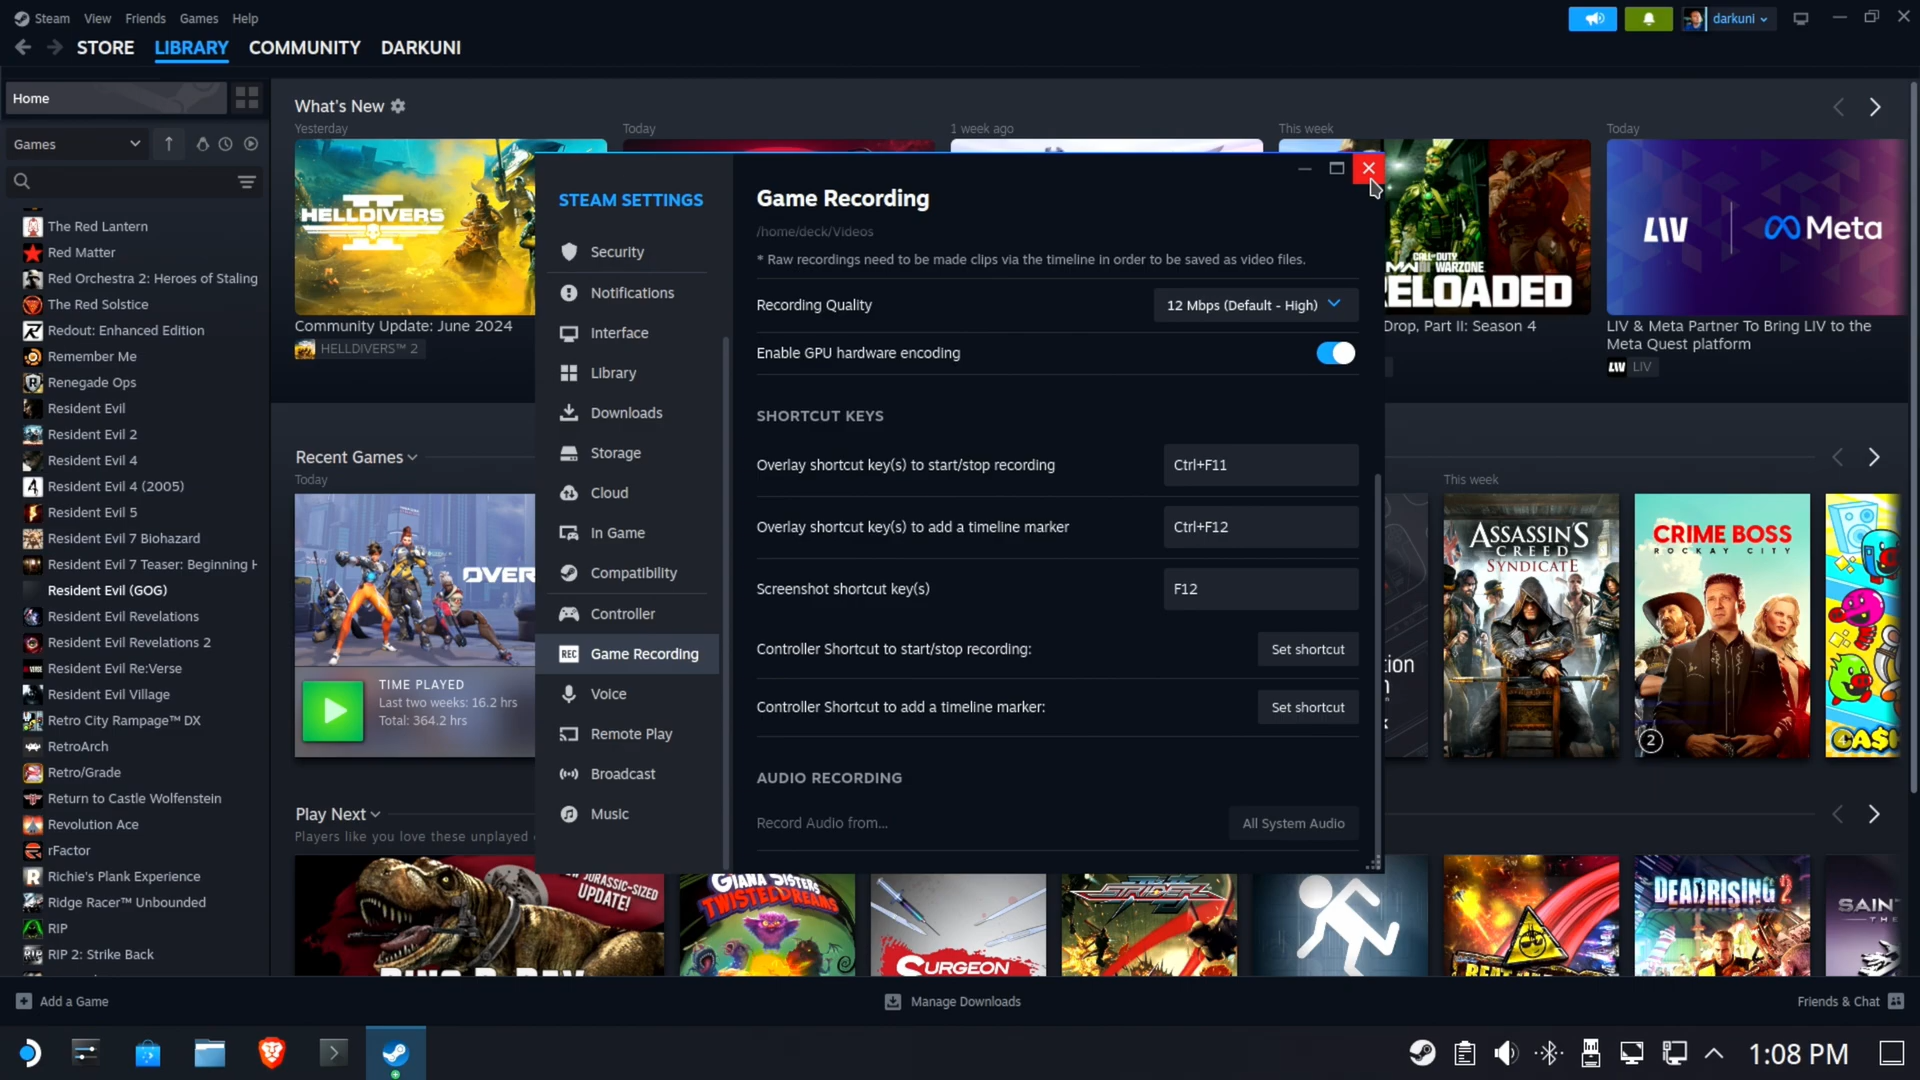 Steam View Friends Games Help
darkuni
STORE LIBRARY COMMUNITY DARKUNI
Home
Games
The Red Lantern
Red Matter
Red Orchestra 2: Heroes of Staling
The Red Solstice
Redout: Enhanced Edition
Remember Me
Renegade Ops
Resident Evil
Resident Evil 2
Resident Evil 4
Resident Evil 4 (2005)
Resident Evil 5
Resident Evil 7 Biohazard
Resident Evil 7 Teaser: Beginning H
Resident Evil (GOG)
Resident Evil Revelations
Resident Evil Revelations 2
Resident Evil Re:Verse
Resident Evil Village
Retro City Rampage™ DX
RetroArch
Retro/Grade
Return to Castle Wolfenstein
Revolution Ace
rFactor
Richie's Plank Experience
Ridge Racer™ Unbounded
RIP
RIP 2: Strike Back
What's New
Yesterday
Today
1 week ago
This week
Today
HELLDIVERS
II
Community Update: June 2024
HELLDIVERS™ 2
CALL·DUTY
WARZONE
RELOADED
Drop, Part II: Season 4
LIV
Meta
LIV & Meta Partner To Bring LIV to the
Meta Quest platform
LIV
Recent Games
Today
OVER
TIME PLAYED
Last two weeks: 16.2 hrs
Total: 364.2 hrs
This week
ASSASSIN'S
CREED
SYNDICATE
CRIME BOSS
ROCKAY CITY
2
CA$
Play Next
Players like you love these unplayed
JURASSIC-SIZED
UPDATE!
GIANA SISTERS
TWISTED DREAMS
SURGEON
STRIDER
DEADRISING 2
SAIN
THE
STEAM SETTINGS
Security
Notifications
Interface
Library
Downloads
Storage
Cloud
In Game
Compatibility
Controller
REC Game Recording
Voice
Remote Play
Broadcast
Music
Game Recording
/home/deck/Videos
* Raw recordings need to be made clips via the timeline in order to be saved as video files.
Recording Quality 12 Mbps (Default - High)
Enable GPU hardware encoding
SHORTCUT KEYS
Overlay shortcut key(s) to start/stop recording Ctrl+F11
Overlay shortcut key(s) to add a timeline marker Ctrl+F12
Screenshot shortcut key(s) F12
Controller Shortcut to start/stop recording: Set shortcut
Controller Shortcut to add a timeline marker: Set shortcut
AUDIO RECORDING
Record Audio from... All System Audio
Add a Game
Manage Downloads
Friends & Chat
1:08 PM